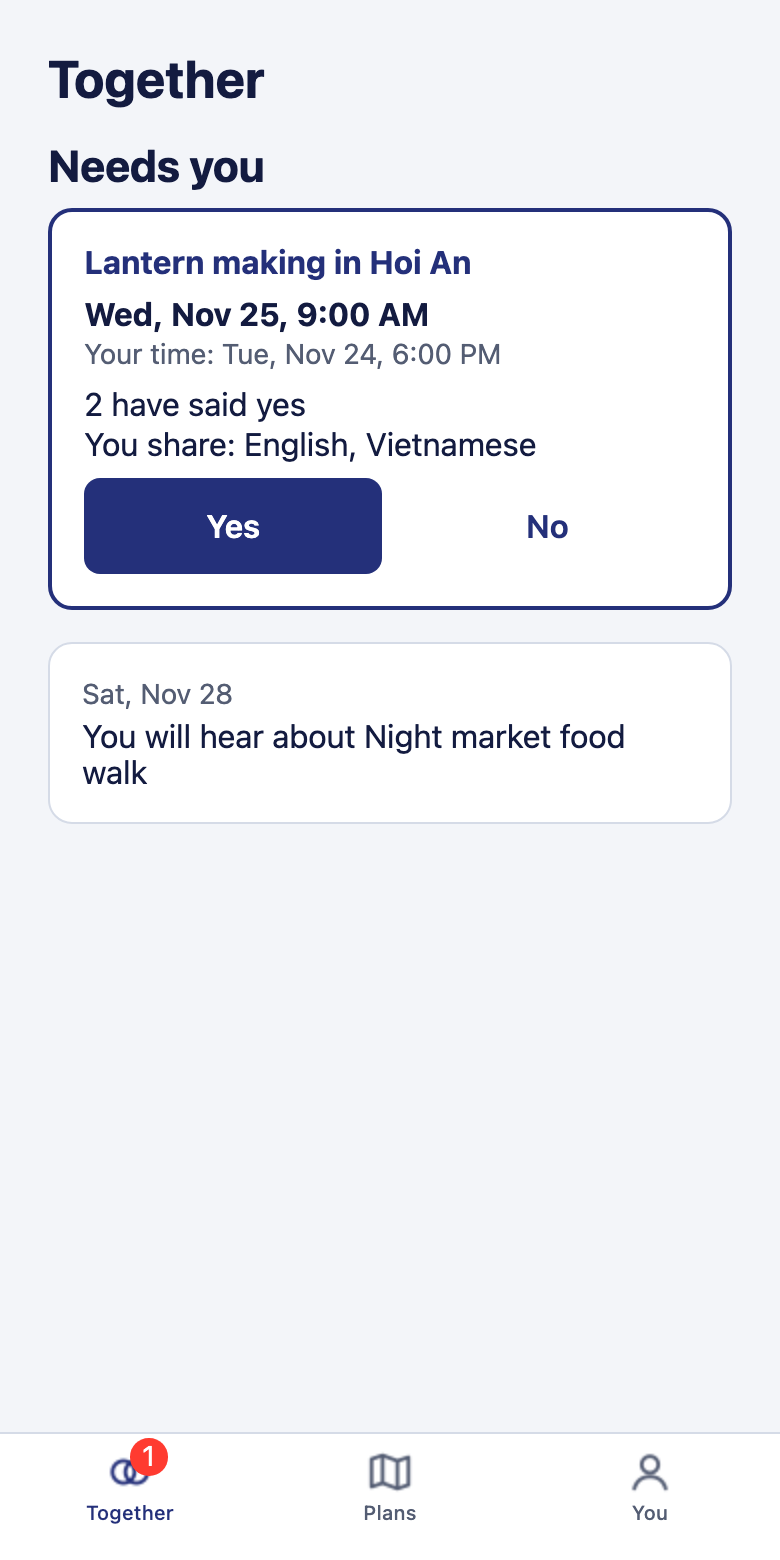 Together
Needs you
Lantern making in Hoi An
Wed, Nov 25, 9:00 AM
Your time: Tue, Nov 24, 6:00 PM
2 have said yes
You share: English, Vietnamese
Yes
No
Sat, Nov 28
You will hear about Night market food
walk
1
Together
Plans
You